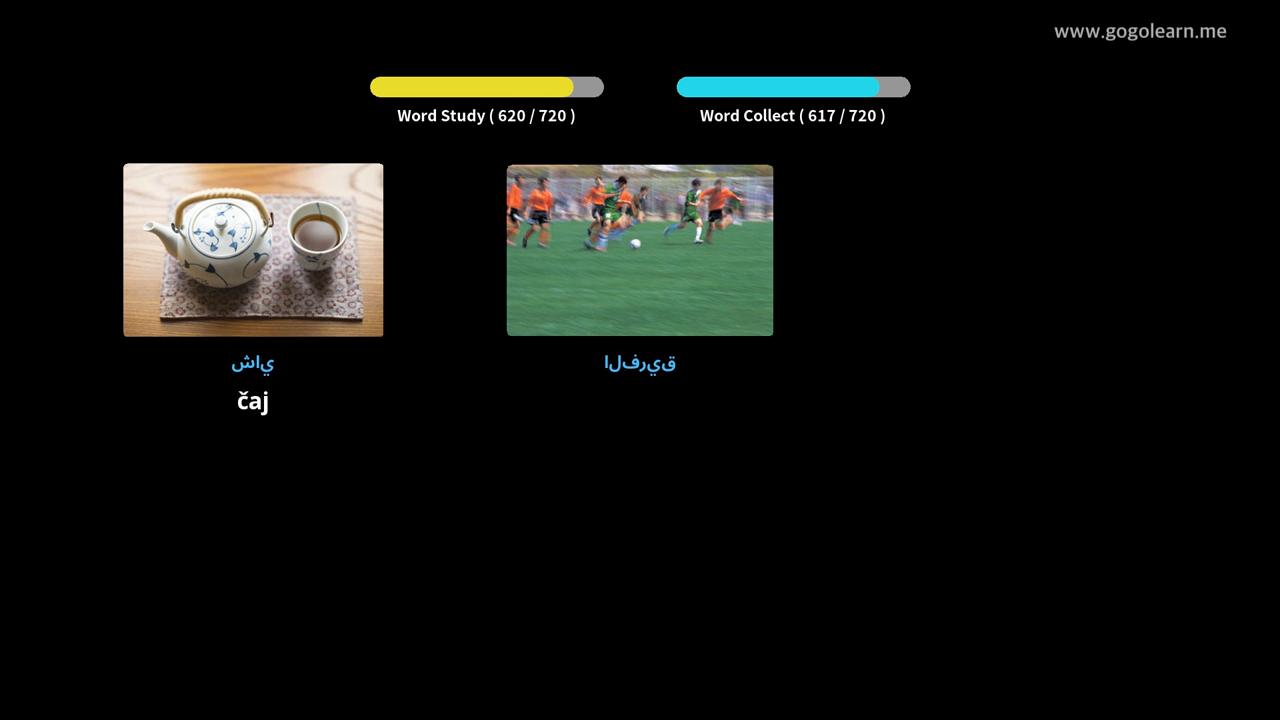 www.gogolearn.me
Word Study ( 620 / 720 )
Word Collect ( 617 / 720 )
شاي
الفريق
čaj